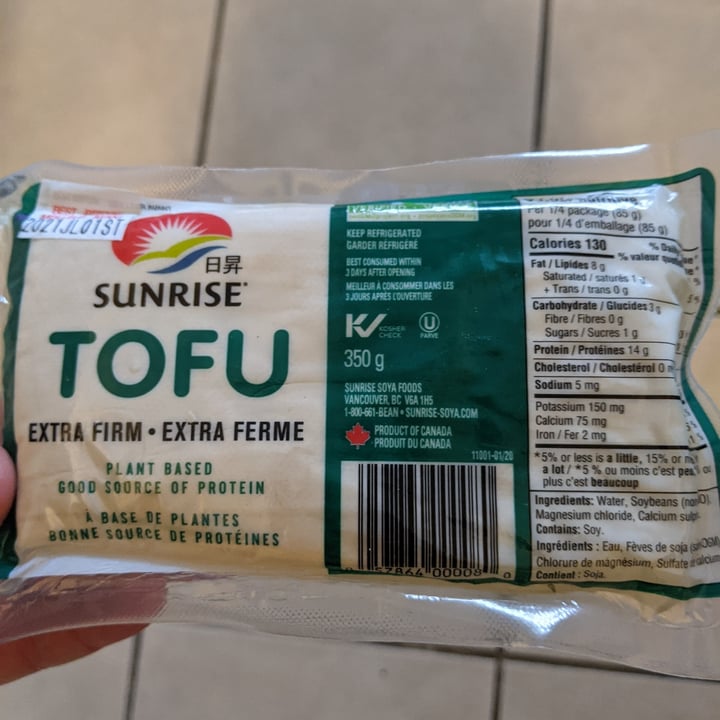 2021JL01ST
日昇
SUNRISE
TOFU
EXTRA FIRM • EXTRA FERME
PLANT BASED
GOOD SOURCE OF PROTEIN
À BASE DE PLANTES
BONNE SOURCE DE PROTÉINES
KEEP REFRIGERATED
GARDER RÉFRIGÉRÉ
BEST CONSUMED WITHIN
3 DAYS AFTER OPENING
MEILLEUR À CONSOMMER DANS LES
3 JOURS APRÈS L'OUVERTURE
KOSHER
CHECK
U
PARVE
350 g
SUNRISE SOYA FOODS
VANCOUVER, BC V6A 1H5
1-800-661-BEAN • SUNRISE-SOYA.COM
PRODUCT OF CANADA
PRODUIT DU CANADA
11001-01/20
57864 00008 0
Per 1/4 package (85 g)
pour 1/4 d'emballage (85 g)
Calories 130
% valeur
Fat / Lipides 8 g
Saturated / saturés 1
+ Trans / trans 0 g
Carbohydrate / Glucides 3 g
Fibre / Fibres 0 g
Sugars / Sucres 1 g
Protein / Protéines 14 g
Cholesterol / Cholestérol 0
Sodium 5 mg
Potassium 150 mg
Calcium 75 mg
Iron / Fer 2 mg
*5% or less is a little, 15% or
a lot / *5 % ou moins c'est peu, ou
plus c'est beaucoup
Ingredients: Water, Soybeans
Magnesium chloride, Calcium
Contains: Soy.
Ingrédients : Eau, Fèves de soja
Chlorure de magnésium, Sulfate calcium
Contient : Soja.